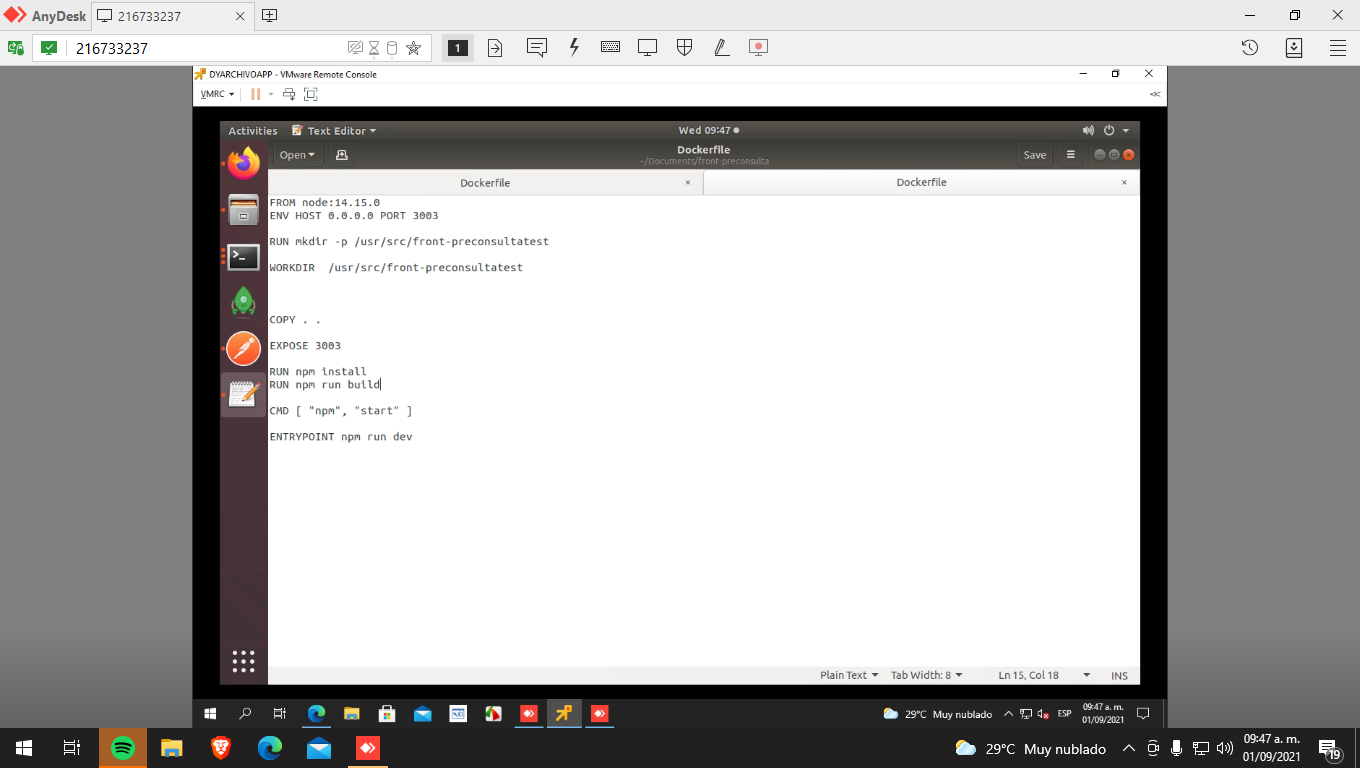 AnyDesk 216733237
216733237
1
DYARCHIVOAPP - VMware Remote Console
VMRC
Activities Text Editor Wed 09:47
Open Dockerfile Save
~/Documents/front-preconsulta
Dockerfile Dockerfile
FROM node:14.15.0
ENV HOST 0.0.0.0 PORT 3003
RUN mkdir -p /usr/src/front-preconsultatest
WORKDIR  /usr/src/front-preconsultatest
COPY . .
EXPOSE 3003
RUN npm install
RUN npm run build
CMD [ "npm", "start" ]
ENTRYPOINT npm run dev
Plain Text Tab Width: 8 Ln 15, Col 18 INS
29°C Muy nublado ESP 09:47 a. m.
01/09/2021
29°C Muy nublado 09:47 a. m.
01/09/2021
19